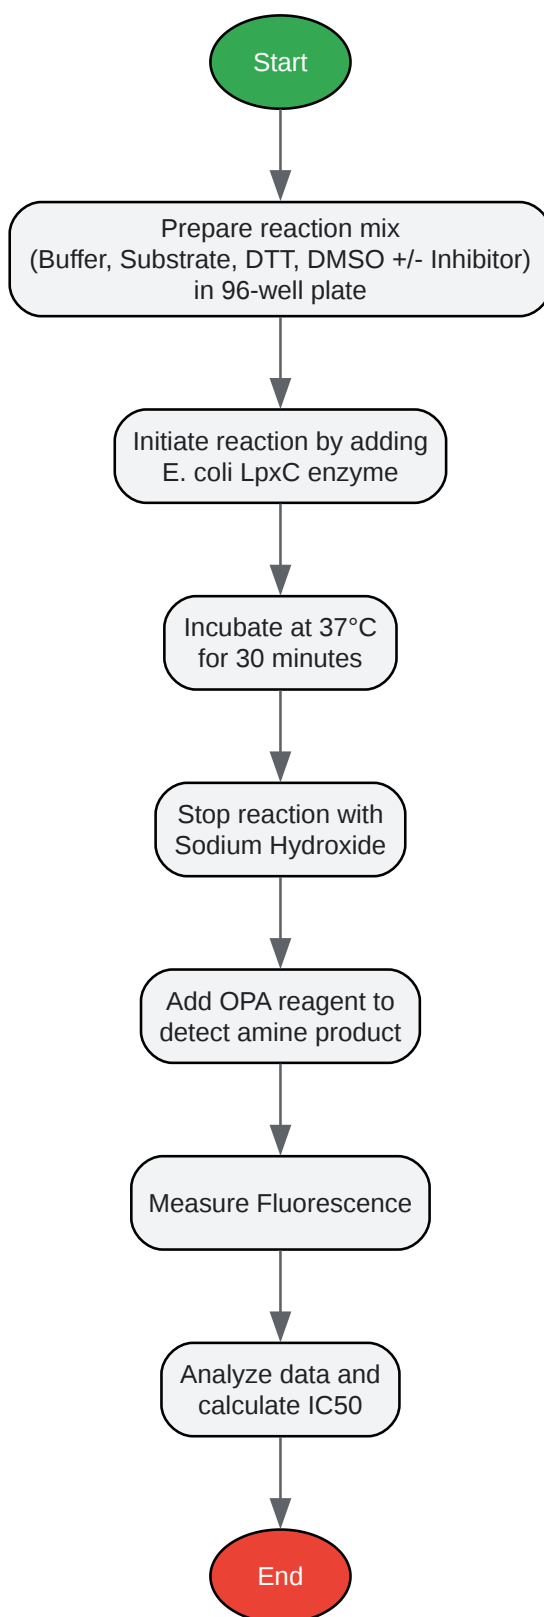 Start
Prepare reaction mix
(Buffer, Substrate, DTT, DMSO +/- Inhibitor)
in 96-well plate
Initiate reaction by adding
E. coli LpxC enzyme
Incubate at 37°C
for 30 minutes
Stop reaction with
Sodium Hydroxide
Add OPA reagent to
detect amine product
Measure Fluorescence
Analyze data and
calculate IC50
End